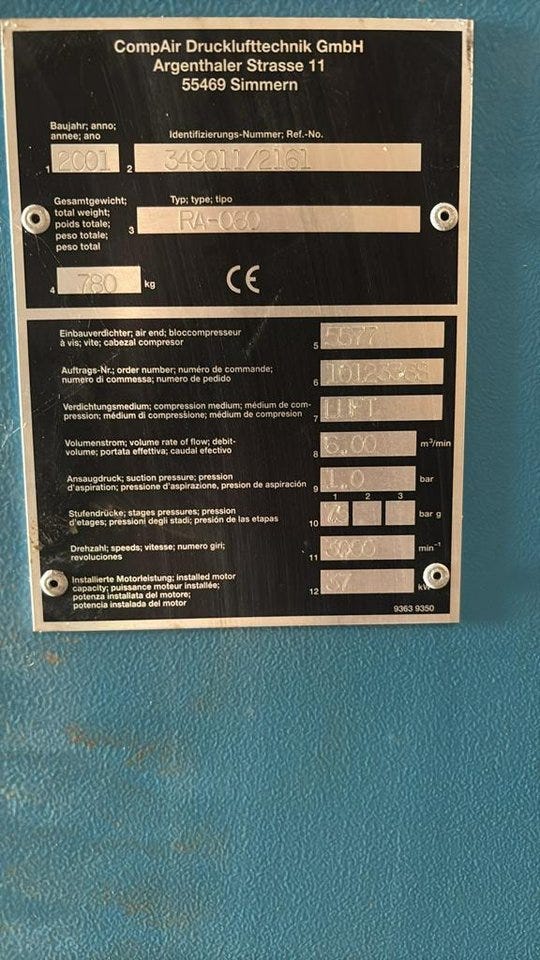 CompAir Drucklufttechnik GmbH
Argenthaler Strasse 11
55469 Simmern
Baujahr; anno;
annee; ano
1 2001
Identifizierungs-Nummer; Ref.-No.
2 349011/2161
Gesamtgewicht;
total weight;
poids totale;
peso totale;
peso total
Typ; type; tipo
3
4 780 kg
CE
Einbauverdichter; air end; bloccompresseur
à vis; vite; cabezal compresor
5 5577
Auftrags-Nr.; order number; numéro de commande;
numero di commessa; numero de pedido
6
Verdichtungsmedium; compression medium; médium de com-
pression; médium di compressione; médium de compresion
7 LUFT
Volumenstrom; volume rate of flow; debit-
volume; portata effettiva; caudal efectivo
8 6.00 m³/min
Ansaugdruck; suction pressure; pression
d'aspiration; pressione d'aspirazione, presion de aspiración
9 1.0 bar
1 2 3
Stufendrücke; stages pressures; pression
d'etages; pressioni degli stadi; presión de las etapas
10 bar g
Drehzahl; speeds; vitesse; numero giri;
revoluciones
11 min⁻¹
Installierte Motorleistung; installed motor
capacity; puissance moteur installée;
potenza installata del motore;
potencia instalada del motor
12 37 kW
9363 9350